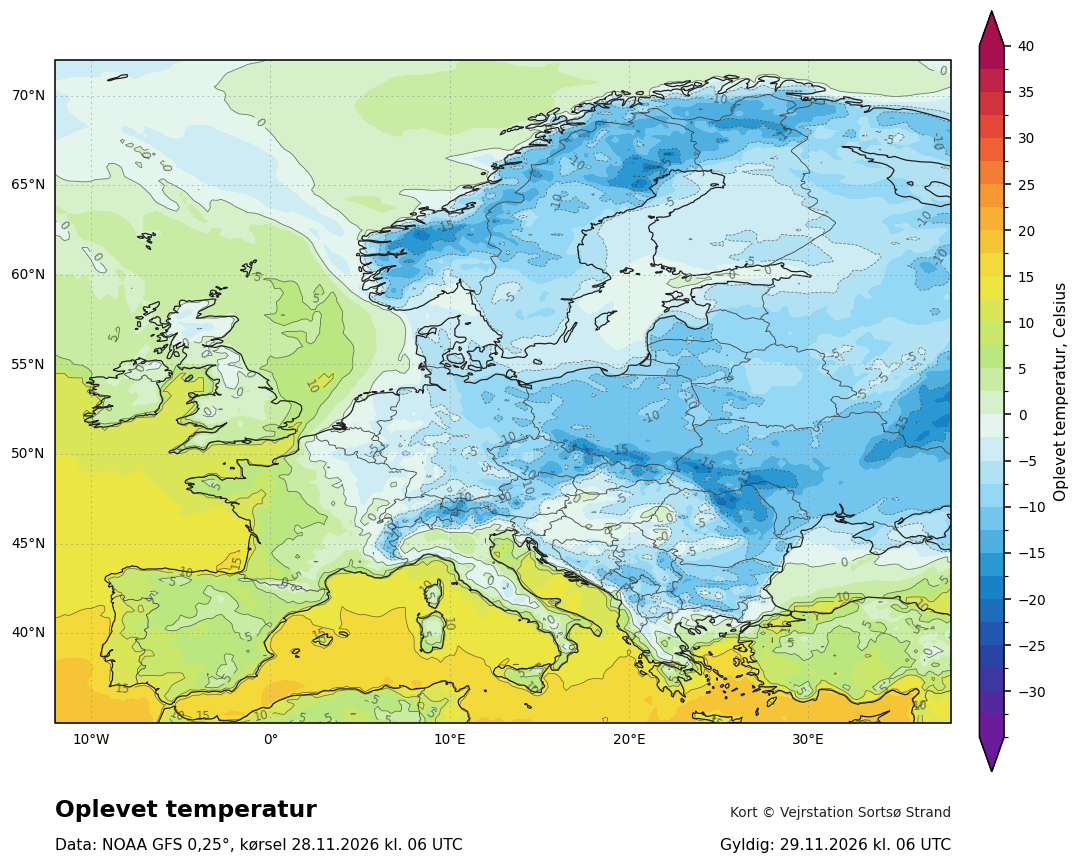 70°N
65°N
60°N
55°N
50°N
45°N
40°N
10°W
0°
10°E
20°E
30°E
40
35
30
25
20
15
10
5
0
−5
−10
−15
−20
−25
−30
Oplevet temperatur, Celsius
Oplevet temperatur
Kort © Vejrstation Sortsø Strand
Data: NOAA GFS 0,25°, kørsel 28.11.2026 kl. 06 UTC
Gyldig: 29.11.2026 kl. 06 UTC